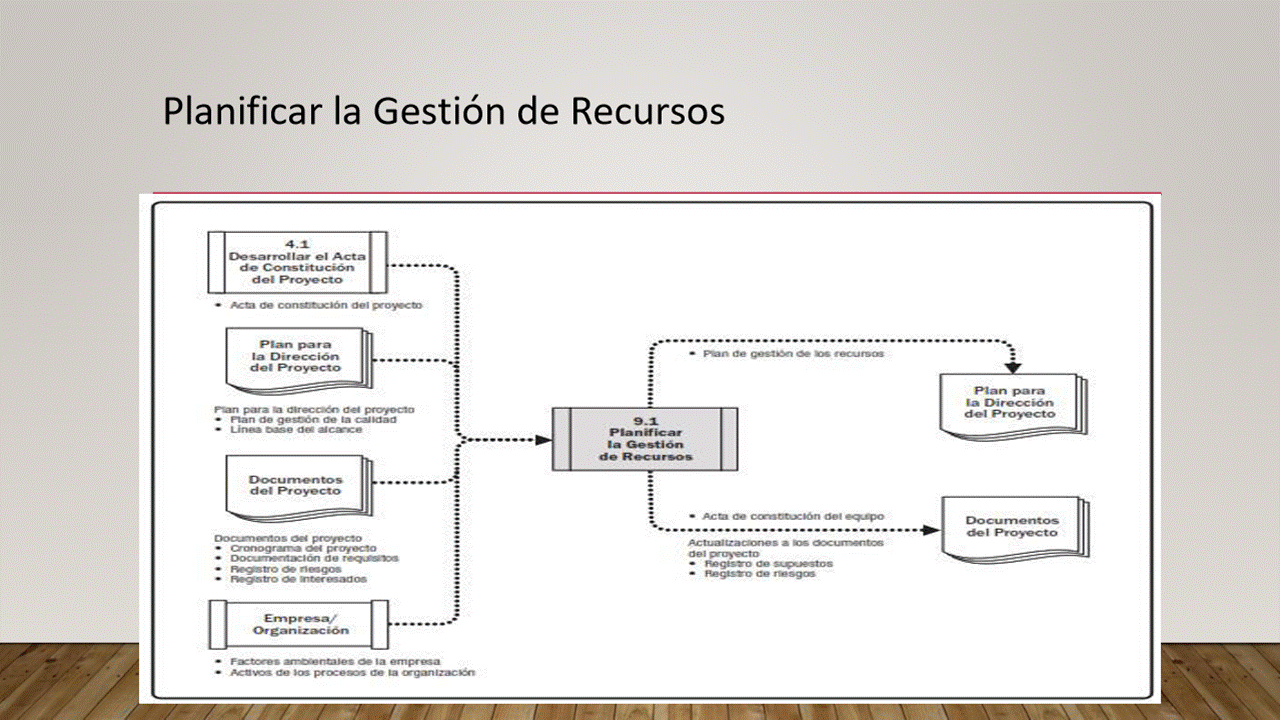 Planificar la Gestión de Recursos
4.1
Desarrollar el Acta
de Constitución
del Proyecto
• Acta de constitución del proyecto
Plan para
la Dirección
del Proyecto
Plan para la dirección del proyecto
• Plan de gestión de la calidad
• Línea base del alcance
Documentos
del Proyecto
Documentos del proyecto
• Cronograma del proyecto
• Documentación de requisitos
• Registro de riesgos
• Registro de interesados
Empresa/
Organización
• Factores ambientales de la empresa
• Activos de los procesos de la organización
9.1
Planificar
la Gestión
de Recursos
• Plan de gestión de los recursos
Plan para
la Dirección
del Proyecto
• Acta de constitución del equipo
Actualizaciones a los documentos
del proyecto
• Registro de supuestos
• Registro de riesgos
Documentos
del Proyecto